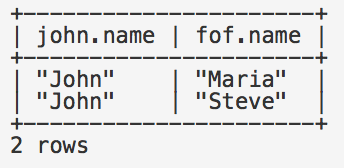 +----------------------+
| john.name | fof.name |
+----------------------+
| "John"    | "Maria"  |
| "John"    | "Steve"  |
+----------------------+
2 rows